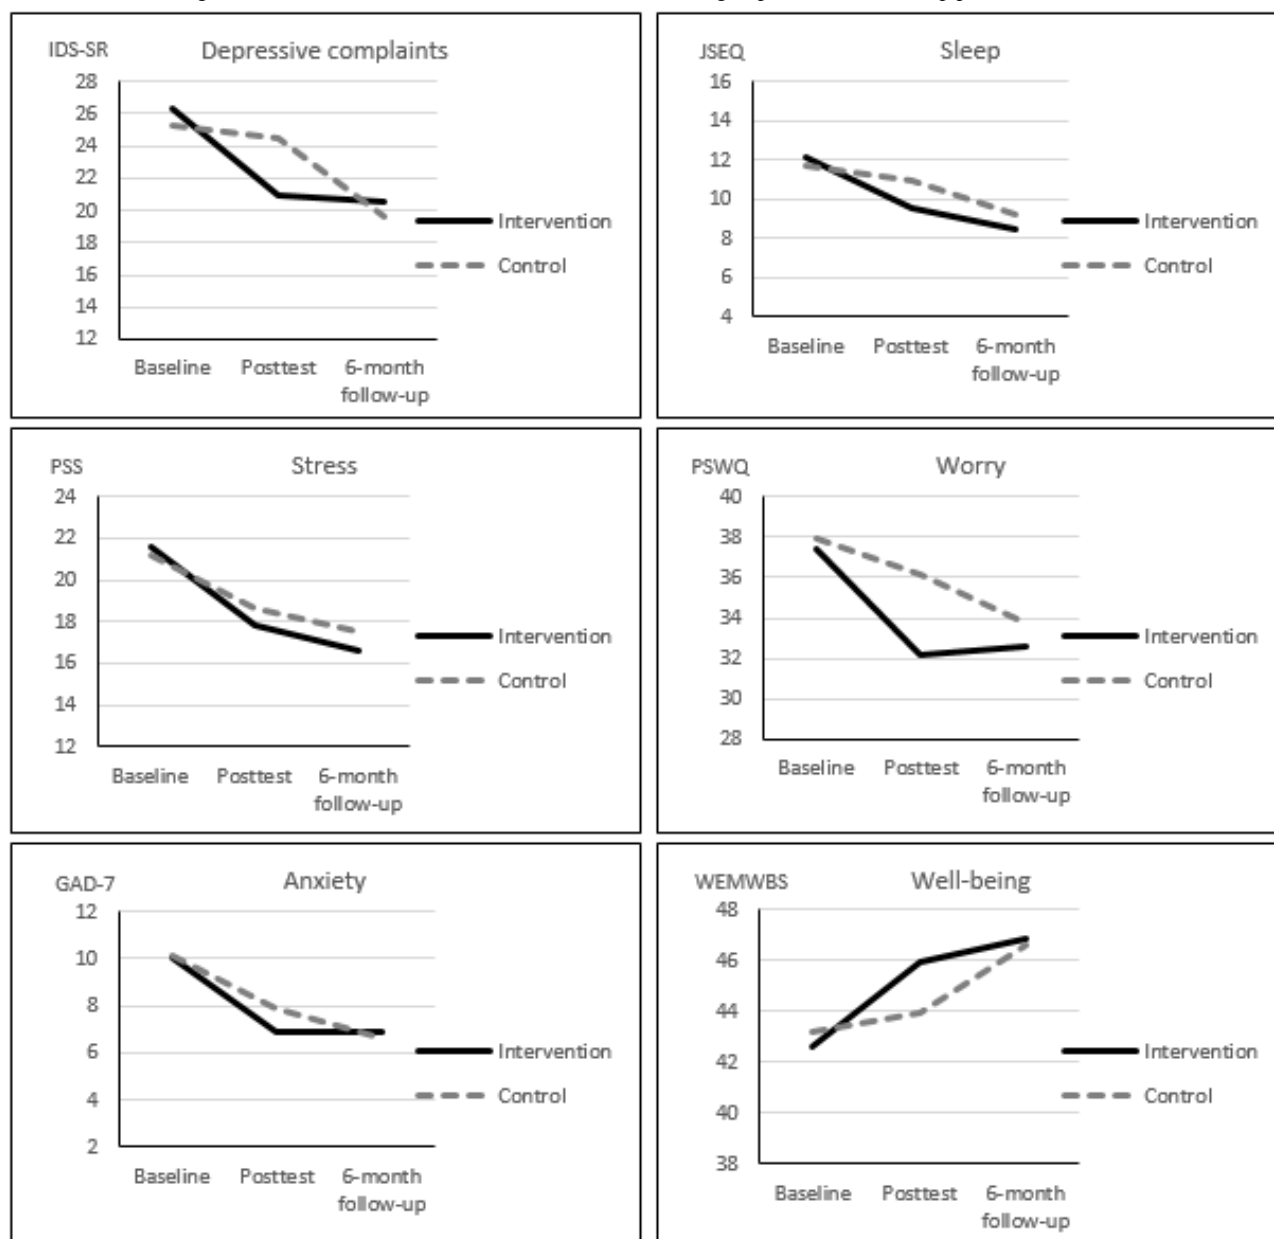 IDS-SR Depressive complaints
28
26
24
22
20
18
16
14
12
Baseline Posttest 6-month
follow-up
Intervention
Control
JSEQ Sleep
16
14
12
10
8
6
4
Baseline Posttest 6-month
follow-up
Intervention
Control
PSS Stress
24
22
20
18
16
14
12
Baseline Posttest 6-month
follow-up
Intervention
Control
PSWQ Worry
40
38
36
34
32
30
28
Baseline Posttest 6-month
follow-up
Intervention
Control
GAD-7 Anxiety
12
10
8
6
4
2
Baseline Posttest 6-month
follow-up
Intervention
Control
WEMWBS Well-being
48
46
44
42
40
38
Baseline Posttest 6-month
follow-up
Intervention
Control